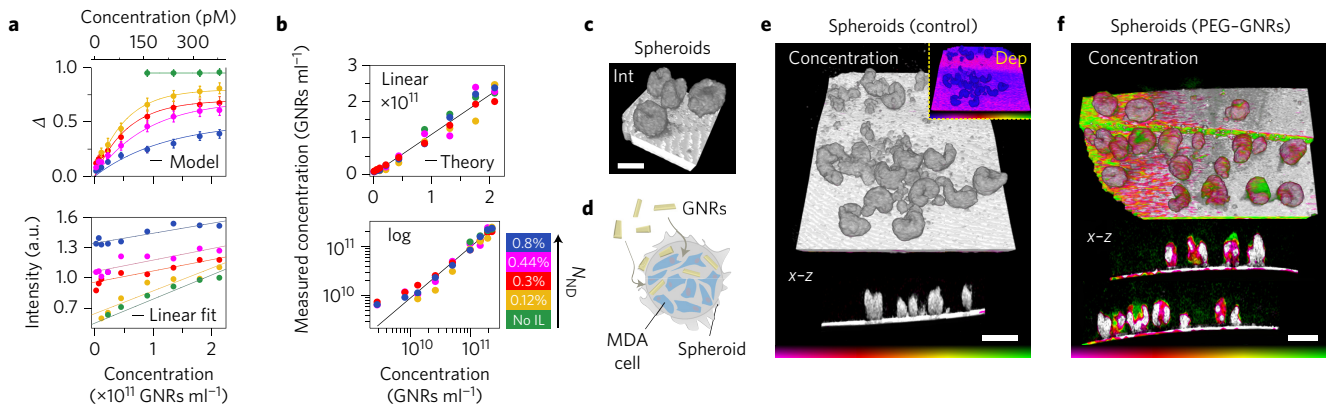 a
Concentration (pM)
0 150 300
1.0
0.5
0.0
Δ
Model
1.6
1.3
1.0
0.7
Intensity (a.u.)
Linear fit
0 1 2
Concentration
(×10¹¹ GNRs ml⁻¹)
b
Measured concentration (GNRs ml⁻¹)
3
2
1
0
Linear
×10¹¹
Theory
0 1 2
log
10¹¹
10¹⁰
10¹⁰ 10¹¹
Concentration
(GNRs ml⁻¹)
0.8%
0.44%
0.3%
0.12%
No IL
N_ND
c
Spheroids
Int
d
GNRs
MDA
cell
Spheroid
e
Spheroids (control)
Concentration
Dep
x–z
f
Spheroids (PEG–GNRs)
Concentration
x–z